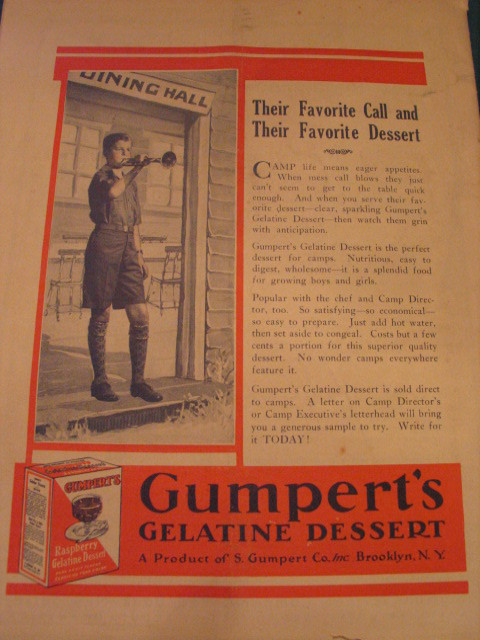 DINING HALL
Their Favorite Call and
Their Favorite Dessert
CAMP life means eager appetites.
When mess call blows they just
can't seem to get to the table quick
enough. And when you serve their fav-
orite dessert—clear, sparkling Gumpert's
Gelatine Dessert—then watch them grin
with anticipation.
Gumpert's Gelatine Dessert is the perfect
dessert for camps. Nutritious, easy to
digest, wholesome—it is a splendid food
for growing boys and girls.
Popular with the chef and Camp Direc-
tor, too. So satisfying—so economical—
so easy to prepare. Just add hot water,
then set aside to congeal. Costs but a few
cents a portion for this superior quality
dessert. No wonder camps everywhere
feature it.
Gumpert's Gelatine Dessert is sold direct
to camps. A letter on Camp Director's
or Camp Executive's letterhead will bring
you a generous sample to try. Write for
it TODAY!
GUMPERT'S
Raspberry
Gelatine Dessert
Gumpert's
GELATINE DESSERT
A Product of S. Gumpert Co. Inc. Brooklyn, N. Y.